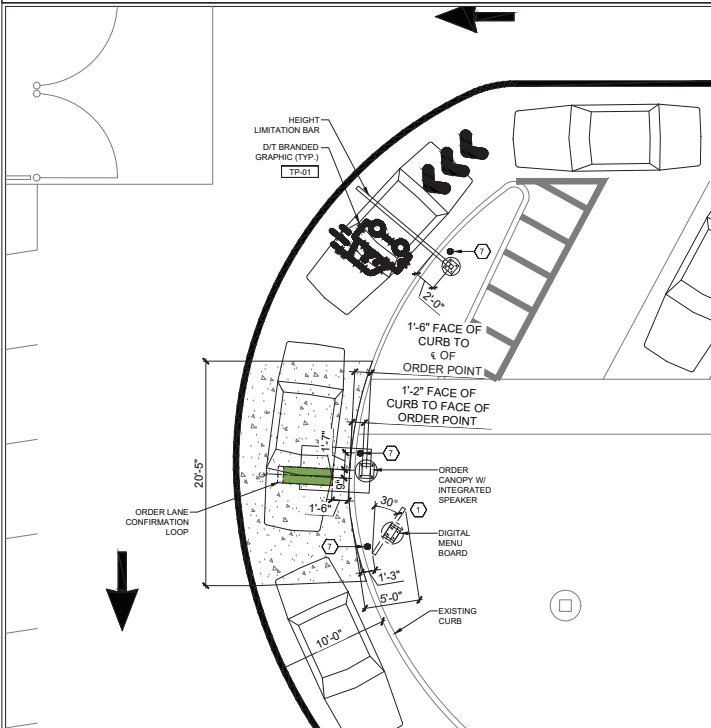 HEIGHT
LIMITATION BAR
D/T BRANDED
GRAPHIC (TYP.)
TP-01
7
2'-0"
1'-6" FACE OF
CURB TO
℄ OF
ORDER POINT
1'-2" FACE OF
CURB TO FACE OF
ORDER POINT
1'-7"
7
20'-5"
9"
ORDER
CANOPY W/
INTEGRATED
SPEAKER
1'-6"
30°
1
ORDER LANE
CONFIRMATION
LOOP
DIGITAL
MENU
BOARD
7
1'-3"
5'-0"
EXISTING
CURB
10'-0"